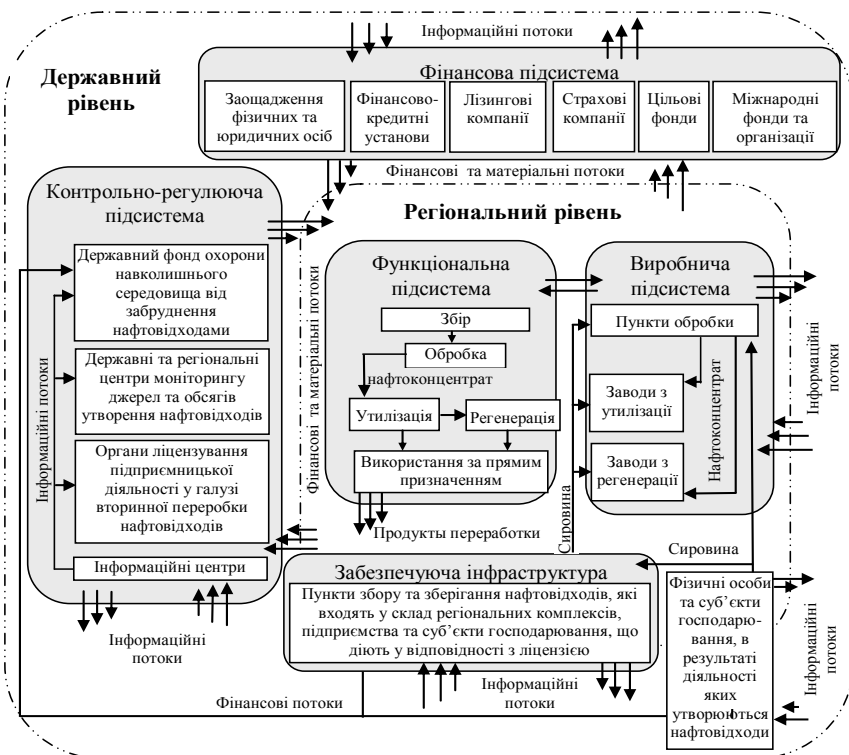 Інформаційні потоки
Державний
рівень
Фінансова підсистема
Заощадження
фізичних та
юридичних осіб
Фінансово-
кредитні
установи
Лізингові
компанії
Страхові
компанії
Цільові
фонди
Міжнародні
фонди та
організації
Фінансові та матеріальні потоки
Контрольно-регулююча
підсистема
Державний фонд охорони
навколишнього
середовища від
забруднення
нафтовідходами
Державні та регіональні
центри моніторингу
джерел та обсягів
утворення нафтовідходів
Органи ліцензування
підприємницької
діяльності у галузі
вторинної переробки
нафтовідходів
Інформаційні центри
Інформаційні потоки
Інформаційні
потоки
Регіональний рівень
Фінансові та матеріальні потоки
Функціональна
підсистема
Збір
Обробка
нафтоконцентрат
Утилізація
Регенерація
Використання за прямим
призначенням
Продукты переработки
Виробнича
підсистема
Пункти обробки
Заводи з
утилізації
Заводи з
регенерації
Нафтоконцентрат
Сировина
Інформаційні
потоки
Сировина
Забезпечуюча інфраструктура
Пункти збору та зберігання нафтовідходів, які
входять у склад регіональних комплексів,
підприємства та суб’єкти господарювання, що
діють у відповідності з ліцензією
Інформаційні
потоки
Фінансові потоки
Фізичні особи
та суб’єкти
господарю-
вання, в
результаті
діяльності
яких
утворюються
нафтовідходи
Інформаційні
потоки